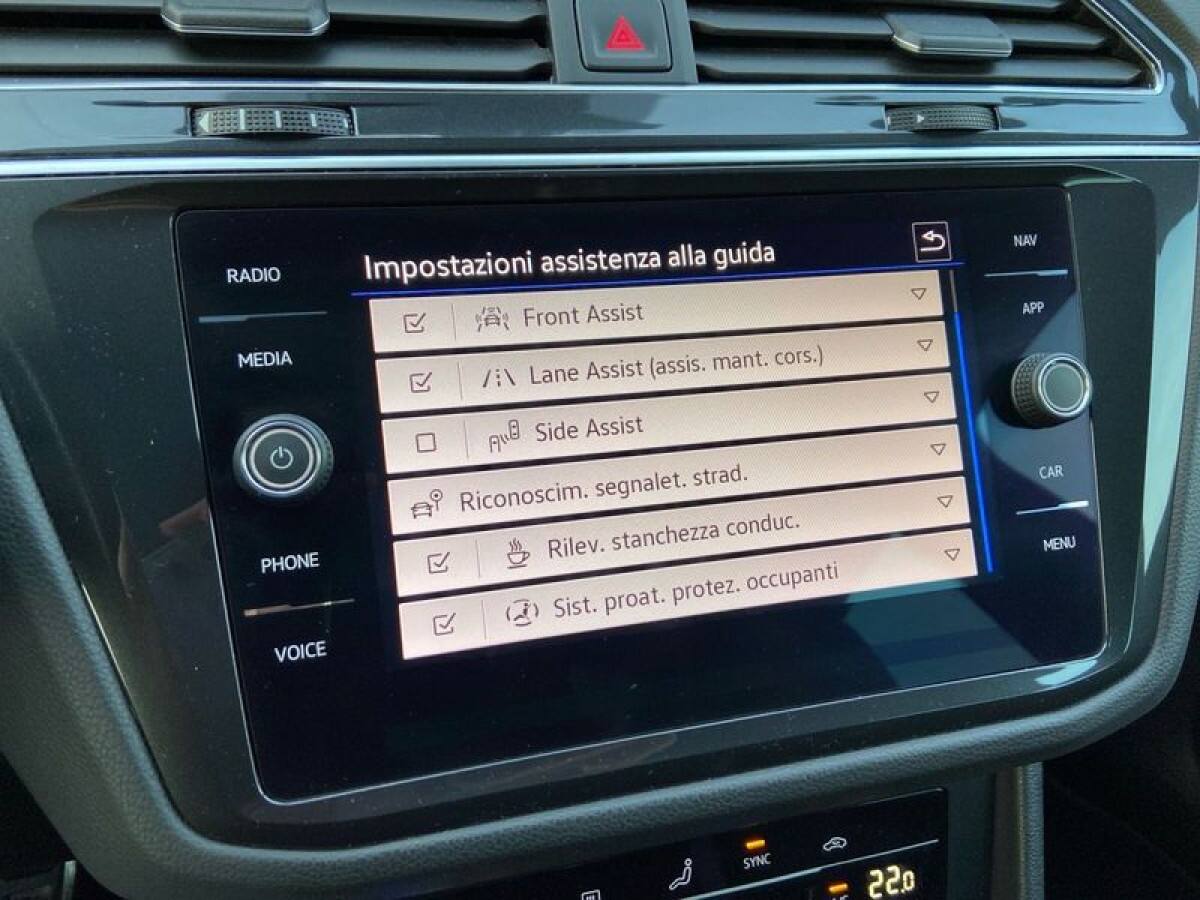 Impostazioni assistenza alla guida
Front Assist
Lane Assist (assis. mant. cors.)
Side Assist
Riconoscim. segnalet. strad.
Rilev. stanchezza conduc.
Sist. proat. protez. occupanti
RADIO
MEDIA
PHONE
VOICE
NAV
APP
CAR
MENU
SYNC
22.0